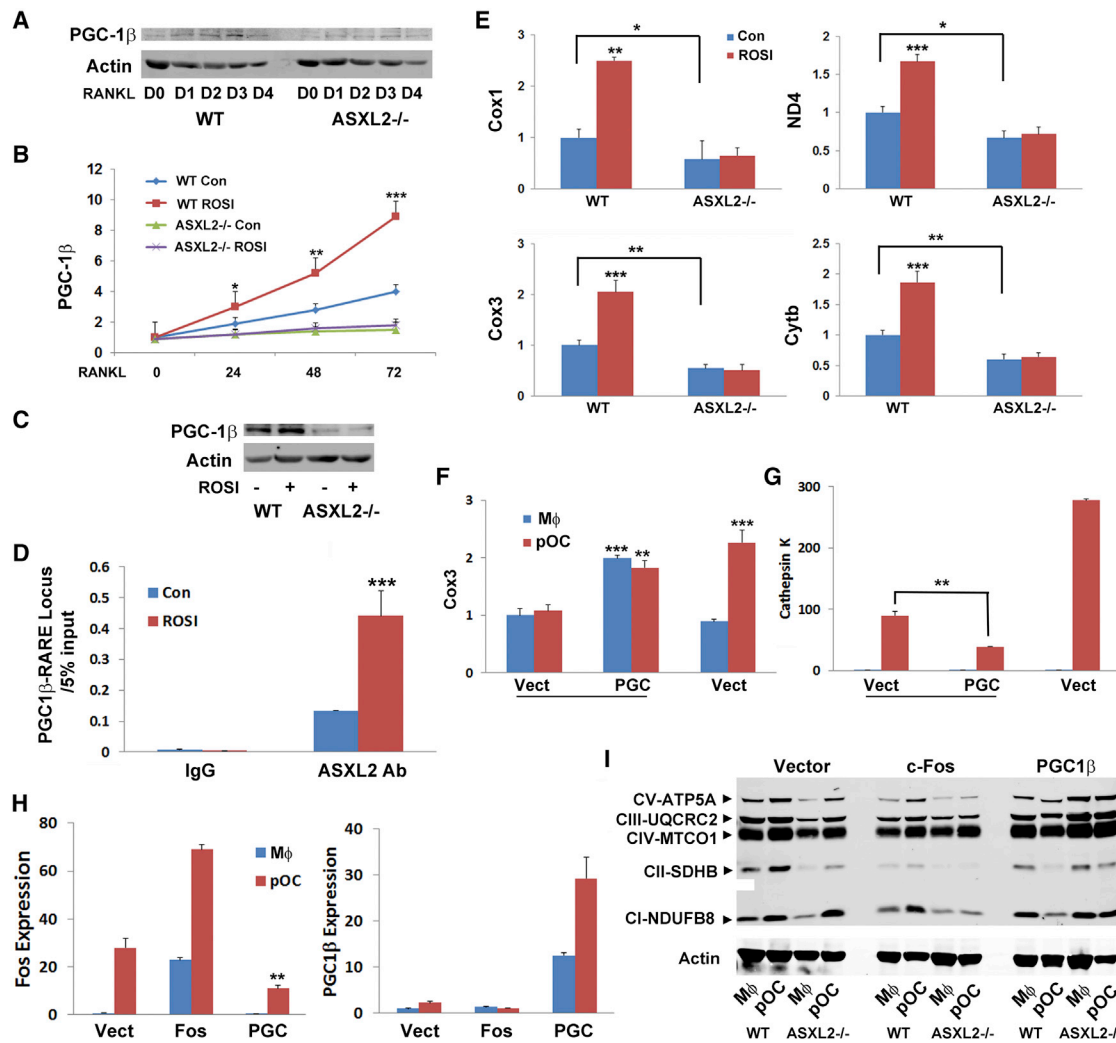 A
PGC-1β
Actin
RANKL D0 D1 D2 D3 D4 D0 D1 D2 D3 D4
WT ASXL2-/-
B
PGC-1β
12
10
8
6
4
2
0
WT Con
WT ROSI
ASXL2-/- Con
ASXL2-/- ROSI
*
**
***
RANKL 0 24 48 72
C
PGC-1β
Actin
ROSI - + - +
WT ASXL2-/-
D
PGC1β-RARE Locus
/5% input
0.6
0.5
0.4
0.3
0.2
0.1
0
Con
ROSI
***
IgG ASXL2 Ab
E
Con
ROSI
Cox1
3
2
1
0
*
**
WT ASXL2-/-
ND4
2
1.5
1
0.5
0
*
***
WT ASXL2-/-
Cox3
3
2
1
0
**
***
WT ASXL2-/-
Cytb
2.5
2
1.5
1
0.5
0
**
***
WT ASXL2-/-
F
Cox3
3
2
1
0
Mϕ
pOC
*** ** ***
Vect PGC Vect
G
Cathepsin K
300
200
100
0
**
Vect PGC Vect
H
Fos Expression
80
60
40
20
0
Mϕ
pOC
**
Vect Fos PGC
PGC1β Expression
40
30
20
10
0
Vect Fos PGC
I
Vector c-Fos PGC1β
CV-ATP5A
CIII-UQCRC2
CIV-MTCO1
CII-SDHB
CI-NDUFB8
Actin
Mϕ pOC Mϕ pOC Mϕ pOC Mϕ pOC Mϕ pOC Mϕ pOC
WT ASXL2-/- WT ASXL2-/- WT ASXL2-/-